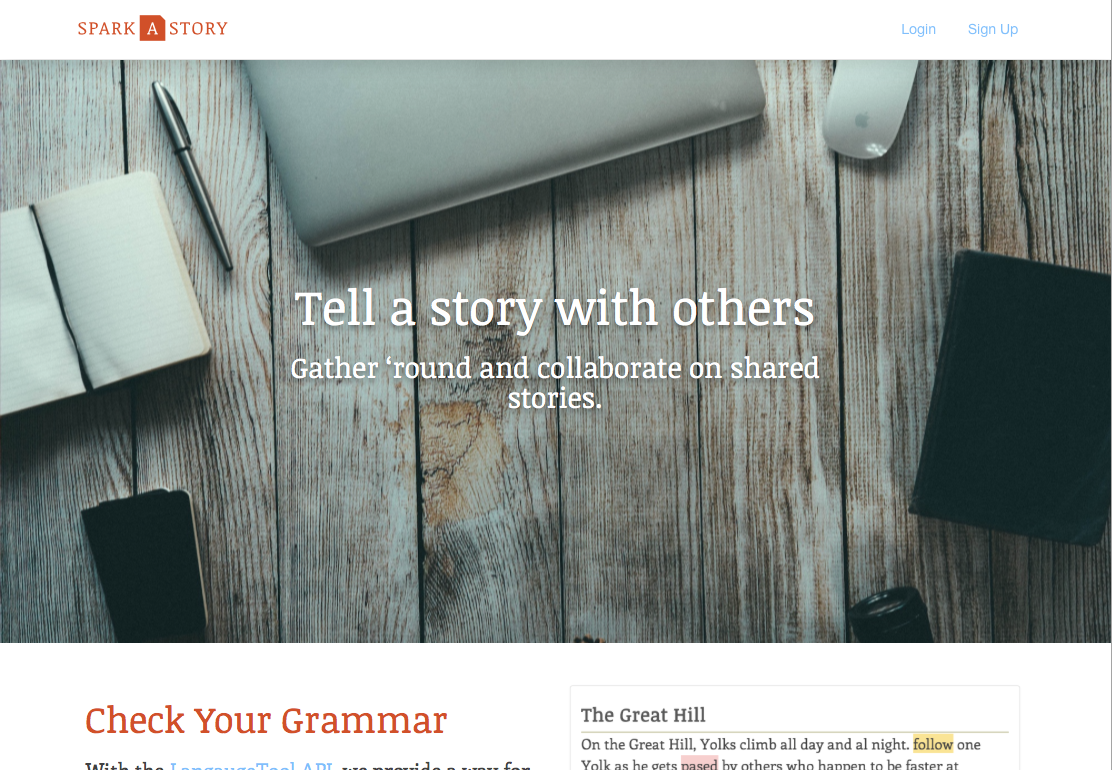 SPARK A STORY
Login
Sign Up
Tell a story with others
Gather ‘round and collaborate on shared
stories.
Check Your Grammar
With the LangaugeTool API, we provide a way for
The Great Hill
On the Great Hill, Yolks climb all day and al night. follow one
Yolk as he gets pased by others who happen to be faster at